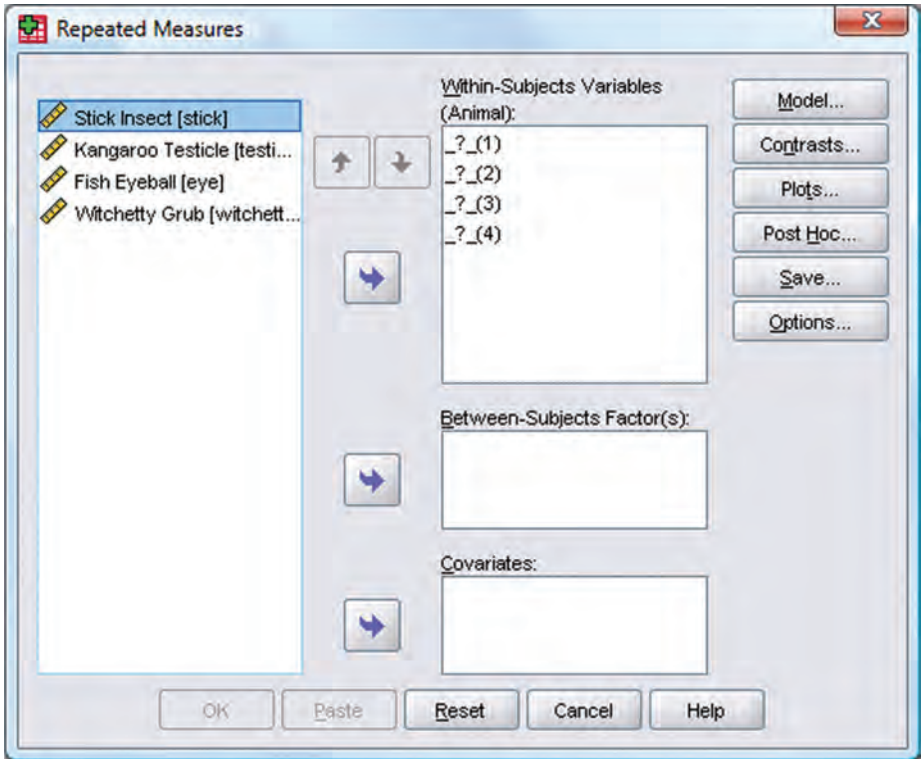 Repeated Measures
Stick Insect [stick]
Kangaroo Testicle [testi...
Fish Eyeball [eye]
Witchetty Grub [witchett...
Within-Subjects Variables
(Animal):
_?_(1)
_?_(2)
_?_(3)
_?_(4)
Between-Subjects Factor(s):
Covariates:
Model...
Contrasts...
Plots...
Post Hoc...
Save...
Options...
OK
Paste
Reset
Cancel
Help